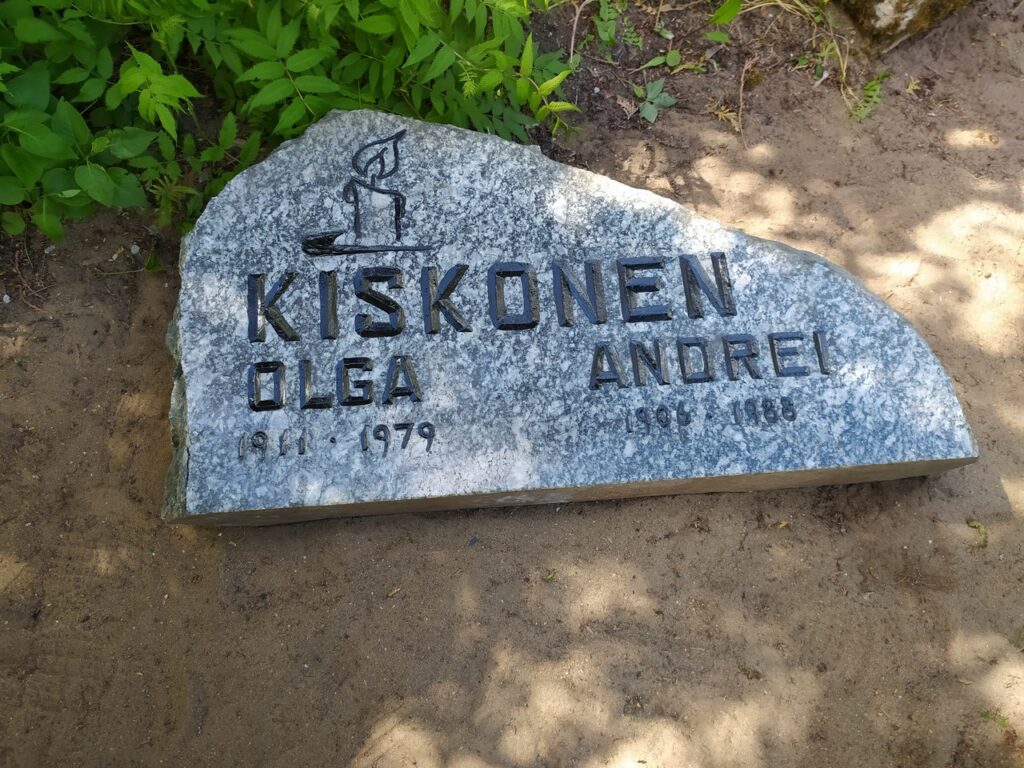 KISKONEN
OLGA ANDREI
1911 · 1979 1906 · 1988